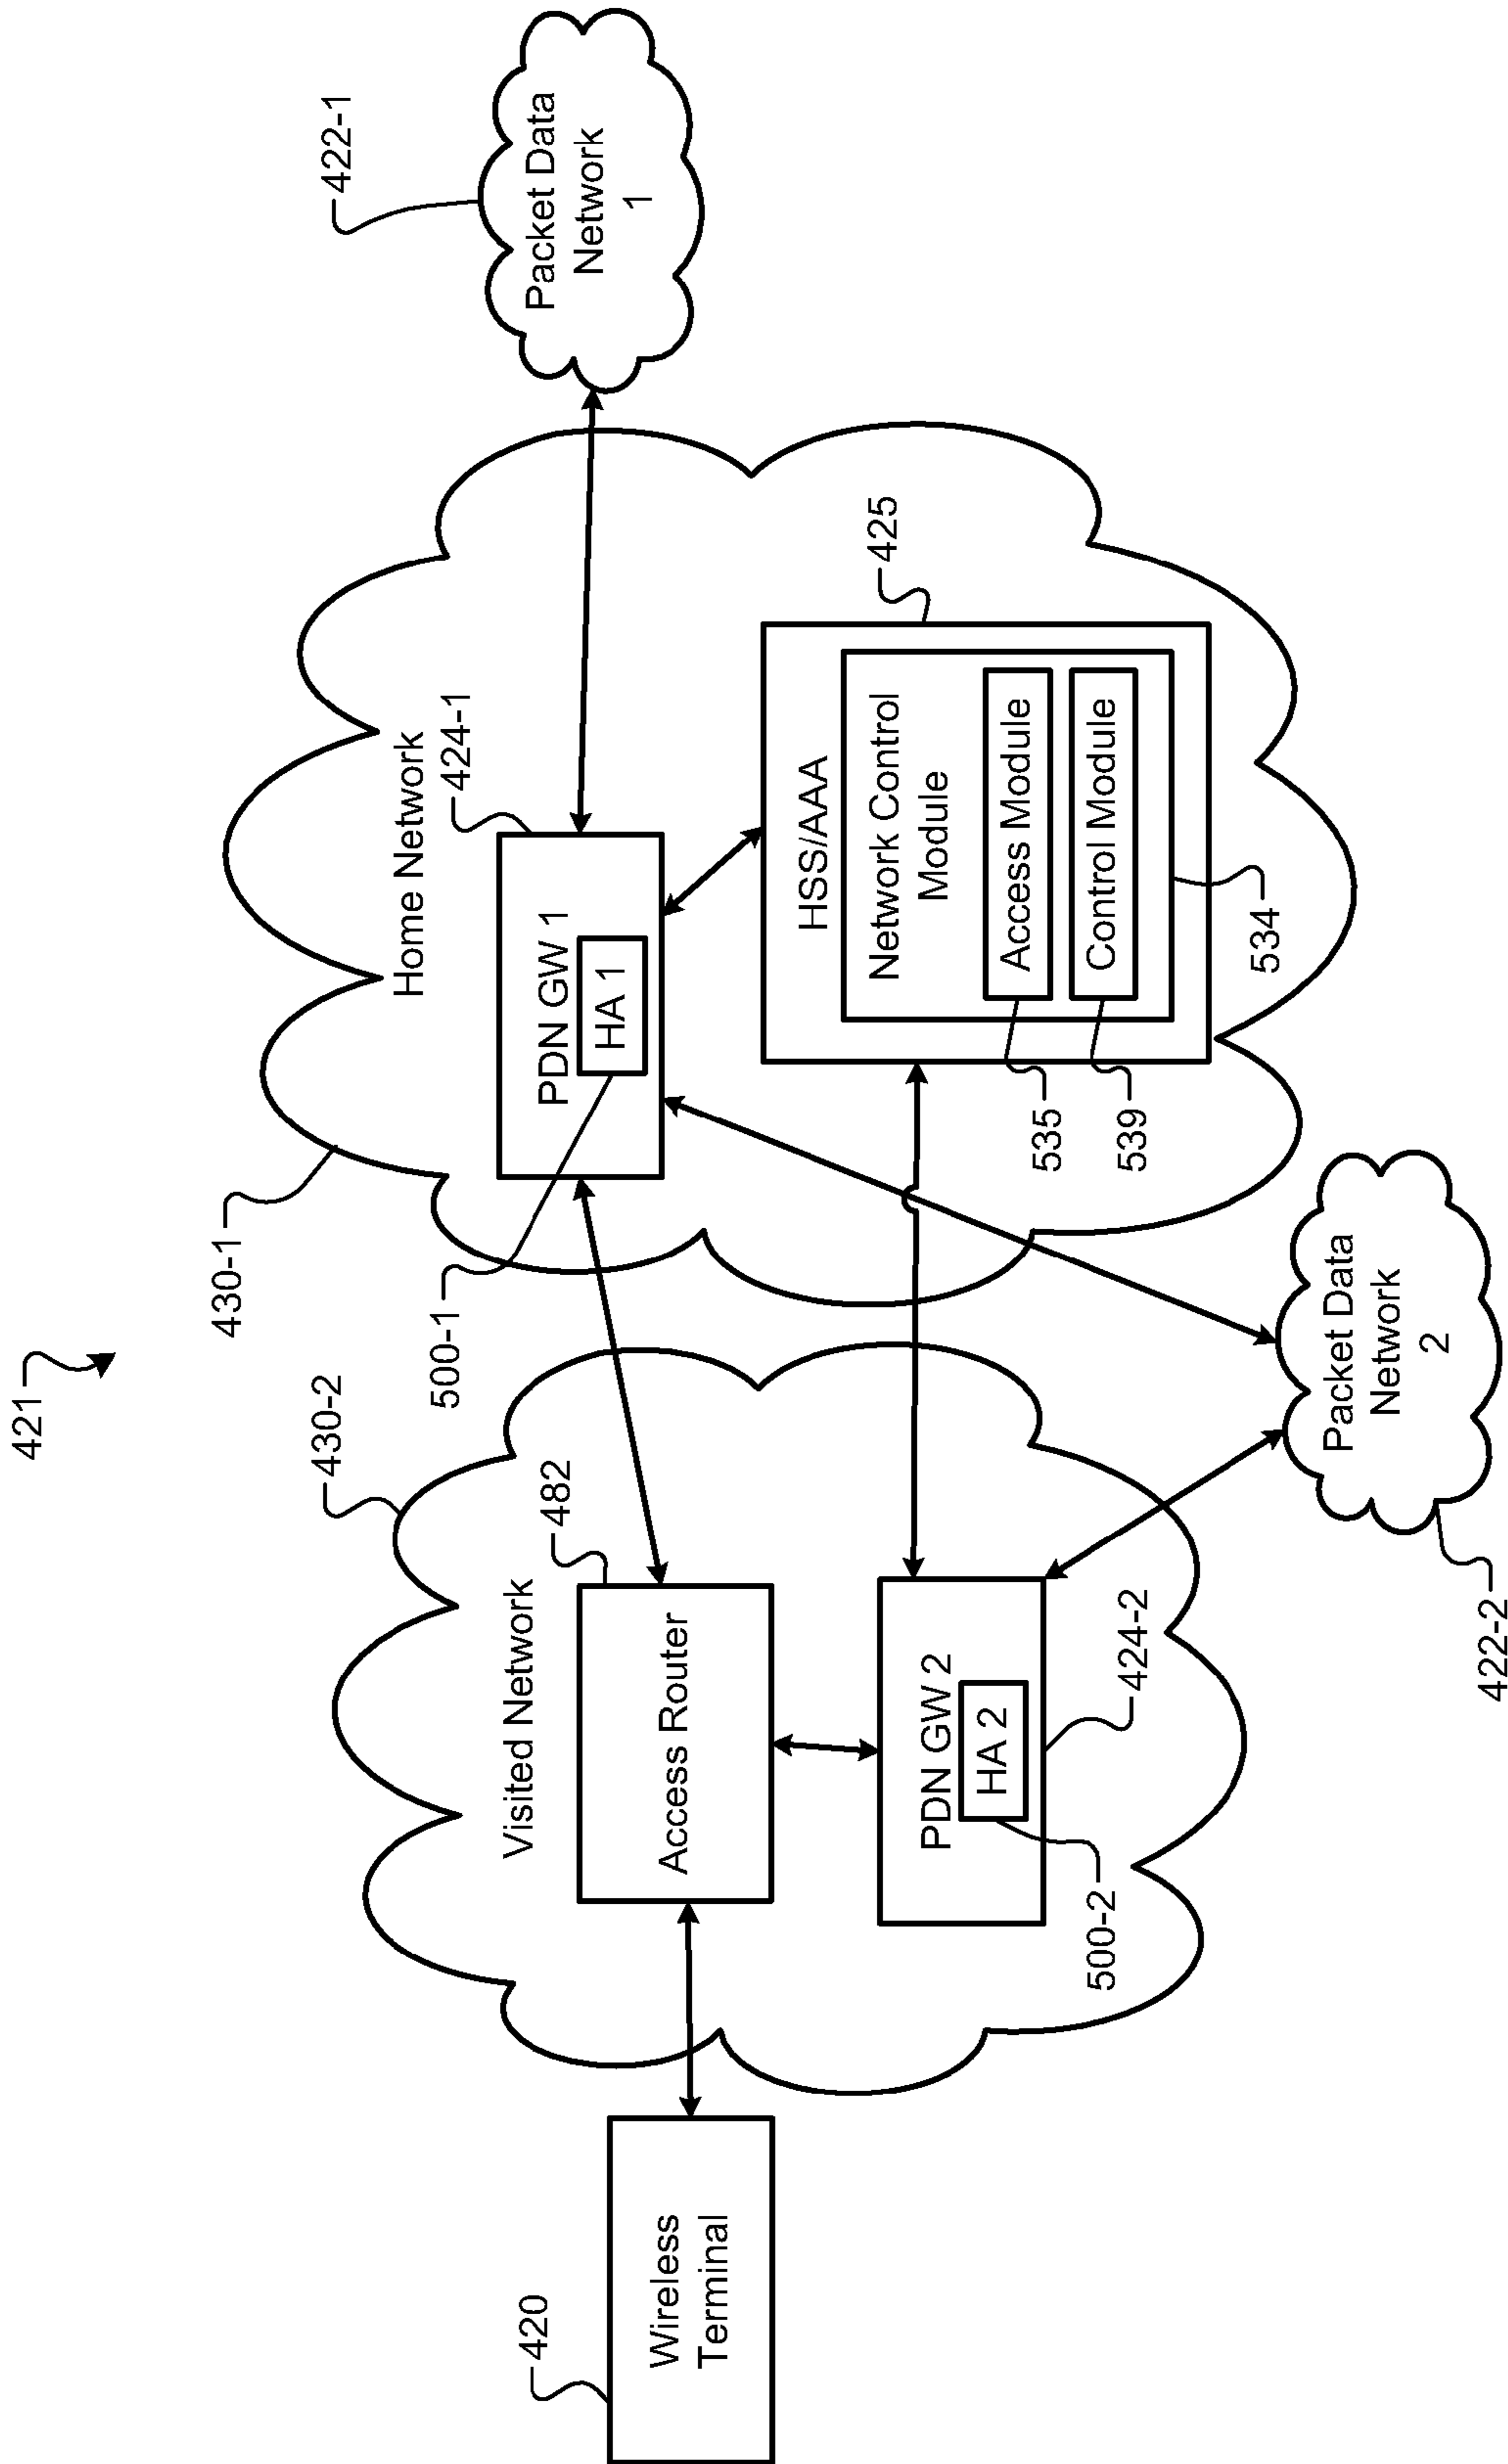 421
420
Wireless
Terminal
430-2
Visited Network
482
Access Router
PDN GW 2
HA 2
500-2
424-2
430-1
Home Network
424-1
PDN GW 1
HA 1
500-1
425
HSS/AAA
Network Control
Module
Access Module
Control Module
535
539
534
422-1
Packet Data
Network
1
Packet Data
Network
2
422-2